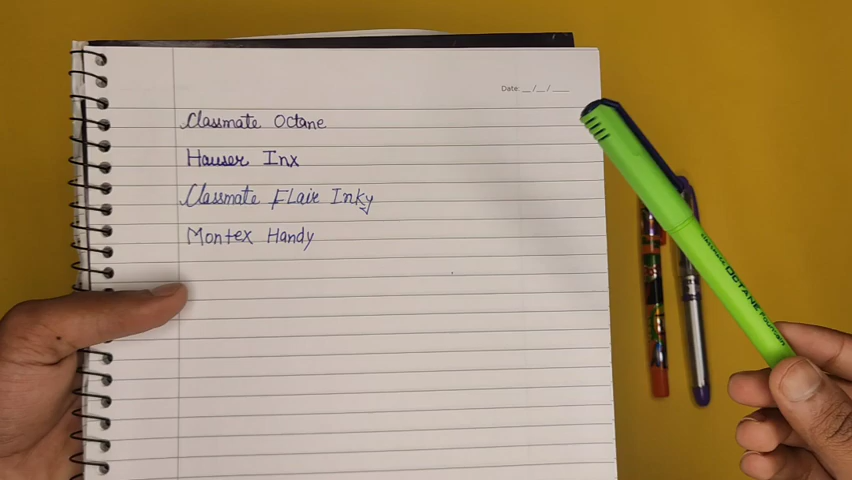 Date: __/__/____
Classmate Octane
Hauser Inx
Classmate Flair Inky
Montex Handy
OCTANE